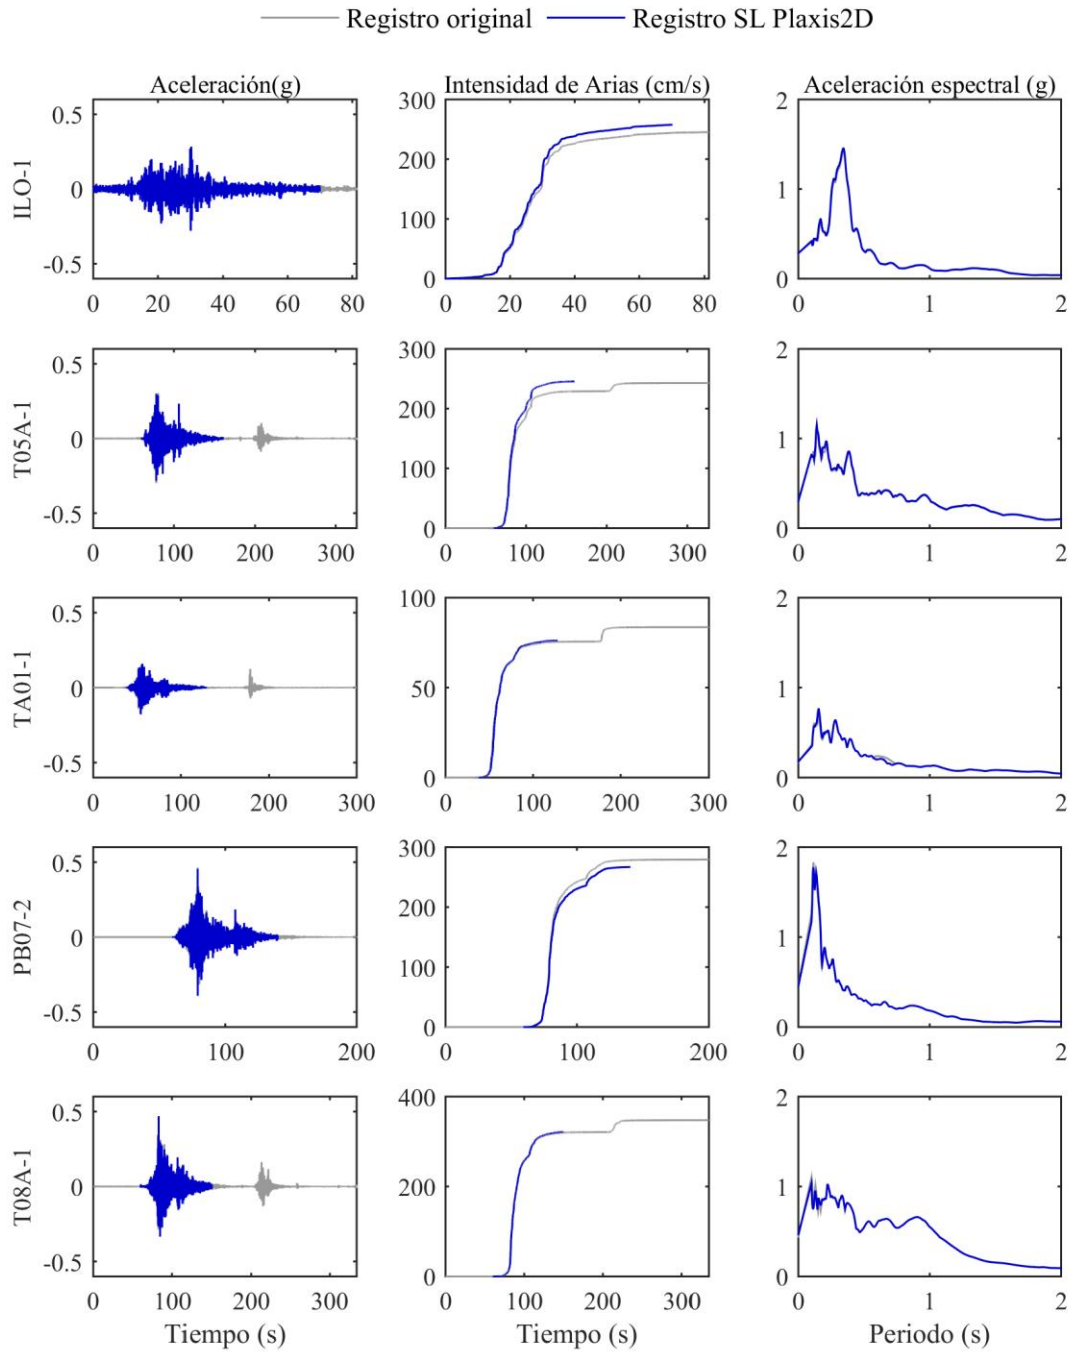 Registro original Registro SL Plaxis2D
Aceleración(g) Intensidad de Arias (cm/s) Aceleración espectral (g)
ILO-1
0.5 0 -0.5
0 20 40 60 80
300 200 100 0
0 20 40 60 80
2 1 0
0 1 2
T05A-1
0.5 0 -0.5
0 100 200 300
300 200 100 0
0 100 200 300
2 1 0
0 1 2
TA01-1
0.5 0 -0.5
0 100 200 300
100 50 0
0 100 200 300
2 1 0
0 1 2
PB07-2
0.5 0 -0.5
0 100 200
300 200 100 0
0 100 200
2 1 0
0 1 2
T08A-1
0.5 0 -0.5
0 100 200 300
400 200 0
0 100 200 300
2 1 0
0 1 2
Tiempo (s) Tiempo (s) Periodo (s)